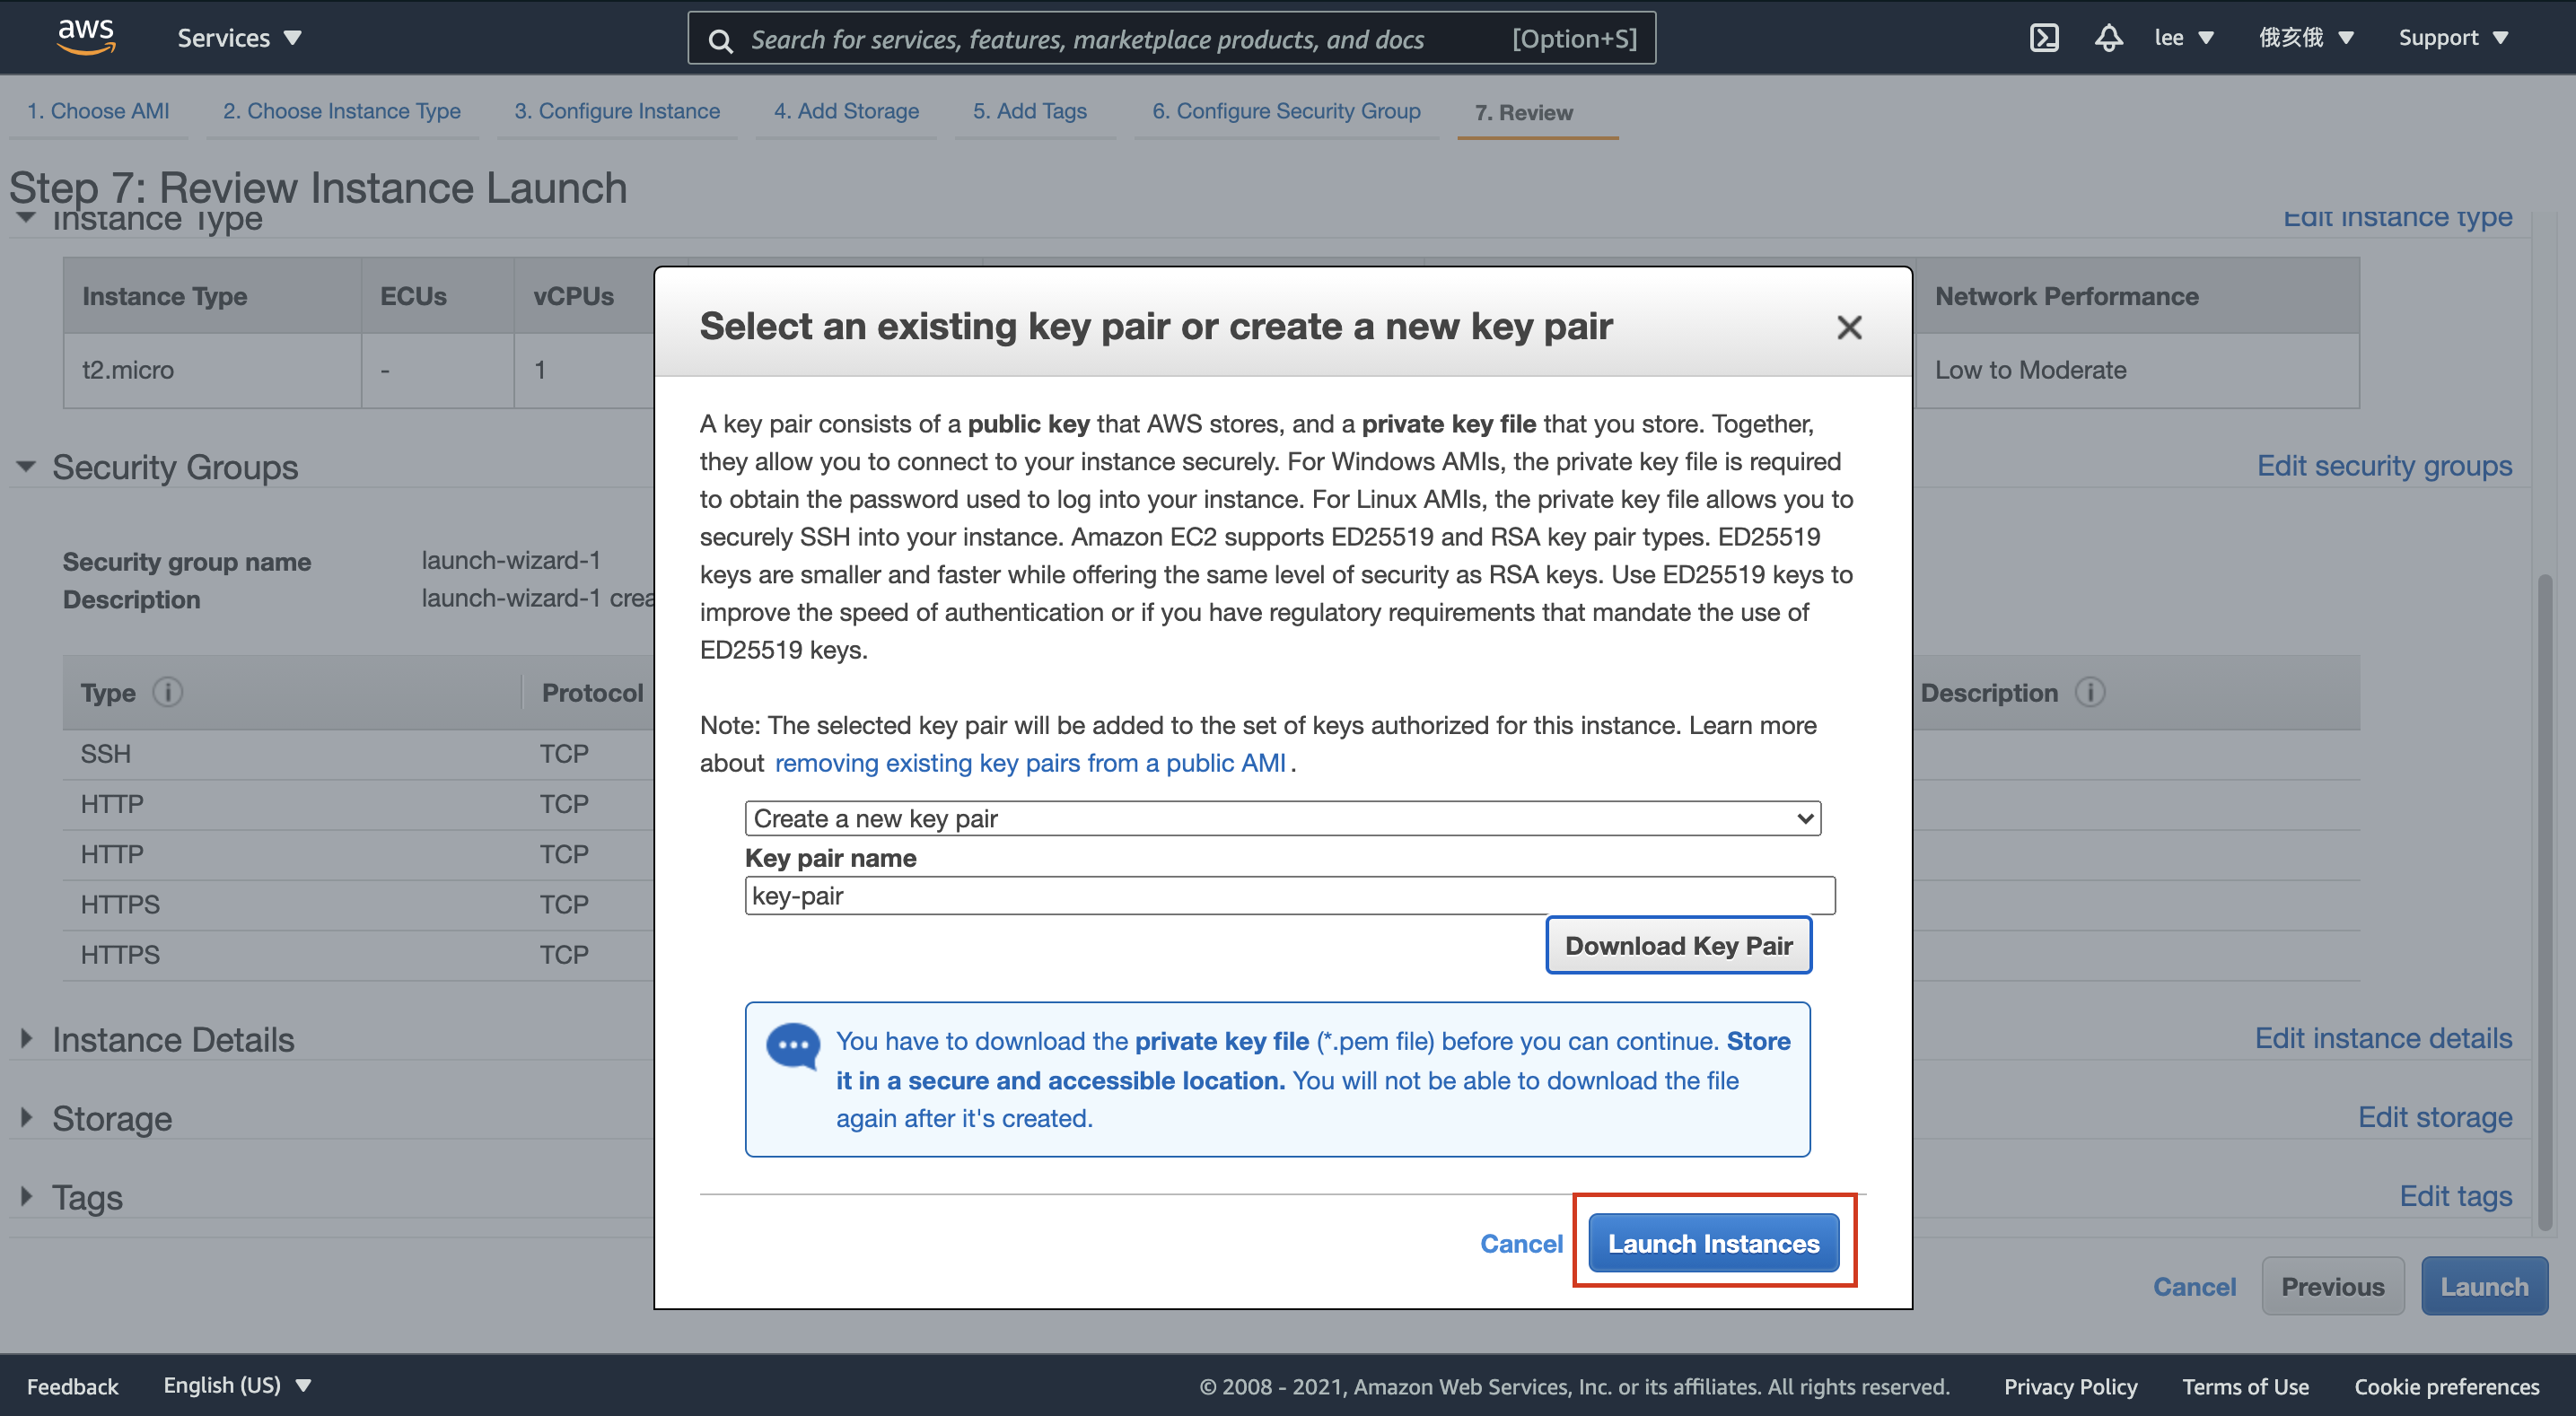 aws
Services
Search for services, features, marketplace products, and docs [Option+S]
lee
俄亥俄
Support
1. Choose AMI
2. Choose Instance Type
3. Configure Instance
4. Add Storage
5. Add Tags
6. Configure Security Group
7. Review
Step 7: Review Instance Launch
Instance Type
Edit instance type
Instance Type ECUs vCPUs Network Performance
t2.micro - 1 Low to Moderate
Security Groups
Edit security groups
Security group name launch-wizard-1
Description launch-wizard-1 crea
Type Protocol Description
SSH TCP
HTTP TCP
HTTP TCP
HTTPS TCP
HTTPS TCP
Instance Details
Edit instance details
Storage
Edit storage
Tags
Edit tags
Cancel Previous Launch
Select an existing key pair or create a new key pair
A key pair consists of a public key that AWS stores, and a private key file that you store. Together,
they allow you to connect to your instance securely. For Windows AMIs, the private key file is required
to obtain the password used to log into your instance. For Linux AMIs, the private key file allows you to
securely SSH into your instance. Amazon EC2 supports ED25519 and RSA key pair types. ED25519
keys are smaller and faster while offering the same level of security as RSA keys. Use ED25519 keys to
improve the speed of authentication or if you have regulatory requirements that mandate the use of
ED25519 keys.
Note: The selected key pair will be added to the set of keys authorized for this instance. Learn more
about removing existing key pairs from a public AMI .
Create a new key pair
Key pair name
key-pair
Download Key Pair
You have to download the private key file (*.pem file) before you can continue. Store
it in a secure and accessible location. You will not be able to download the file
again after it's created.
Cancel Launch Instances
Feedback
English (US)
© 2008 - 2021, Amazon Web Services, Inc. or its affiliates. All rights reserved.
Privacy Policy
Terms of Use
Cookie preferences